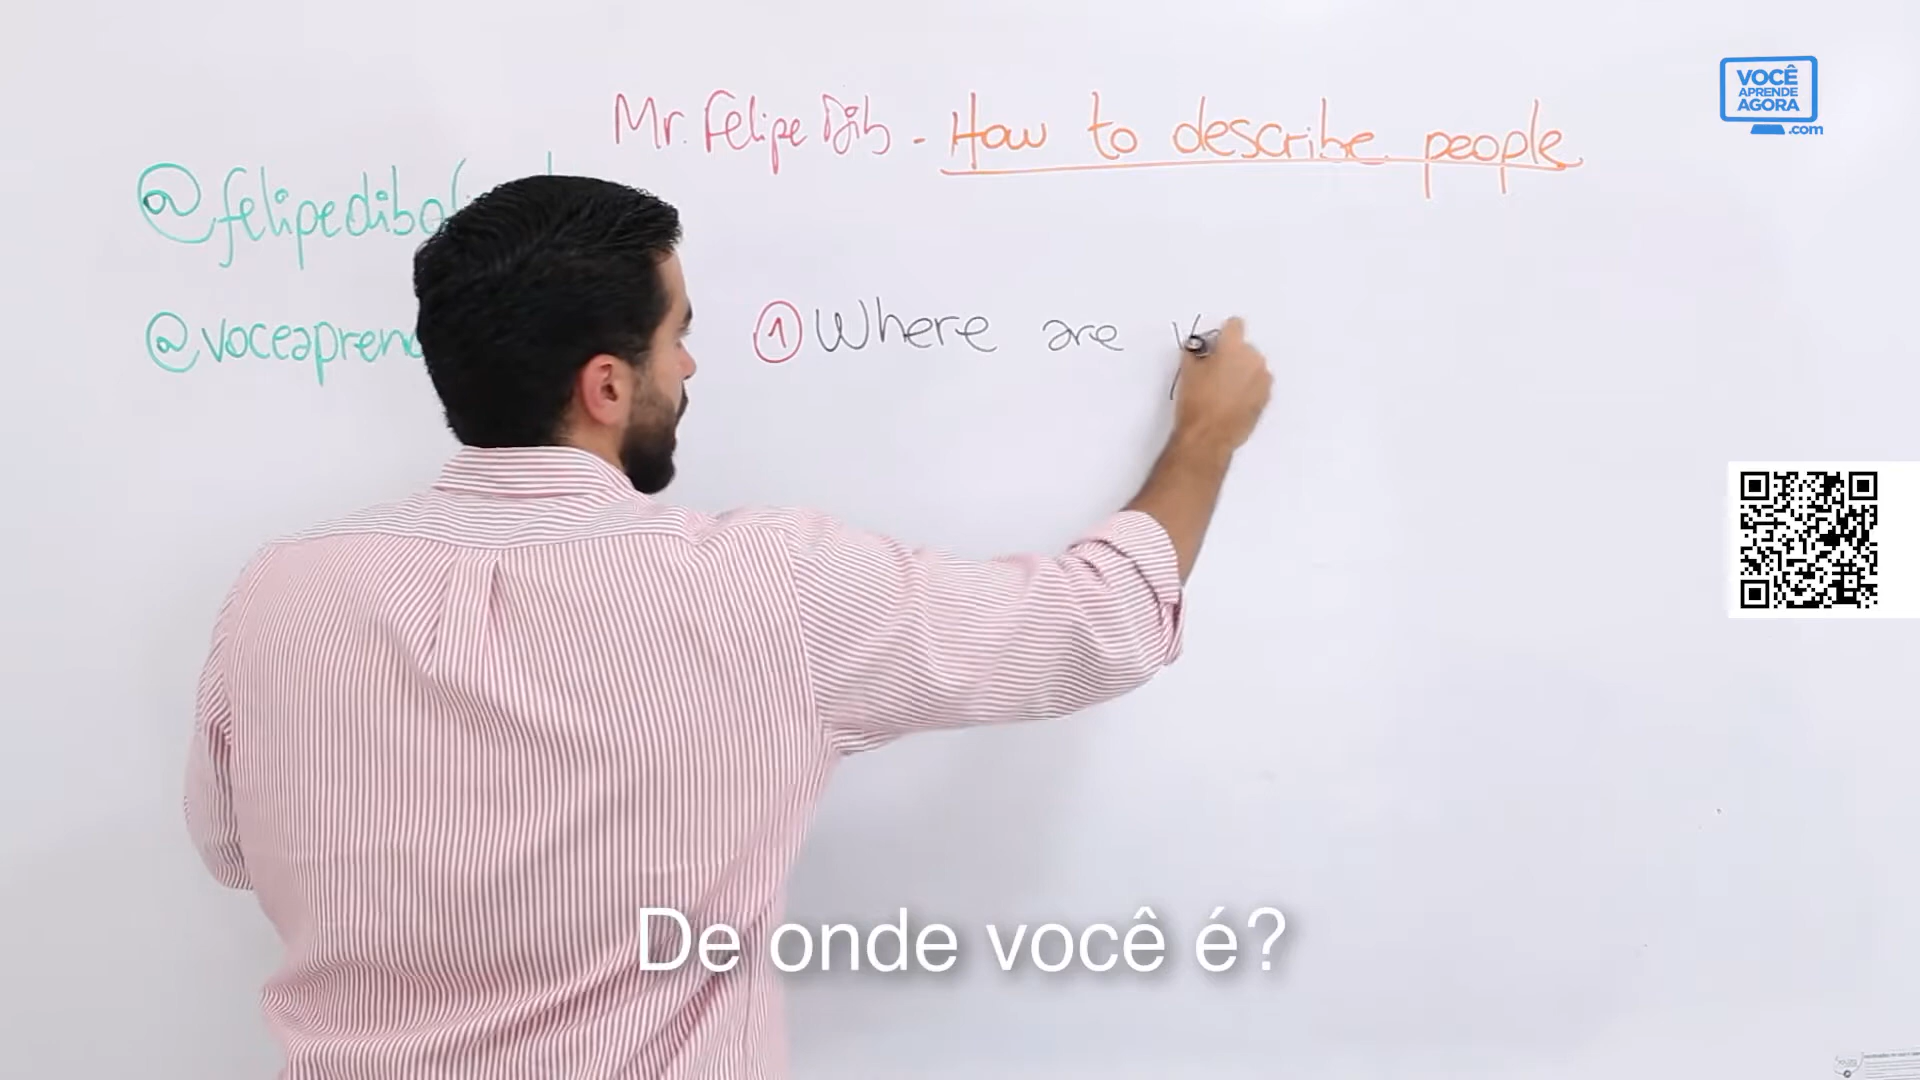 VOCÊ
APRENDE
AGORA
.com
Mr. Felipe Dib - How to describe people
@felipedib
@voceaprend
① Where are
De onde você é?